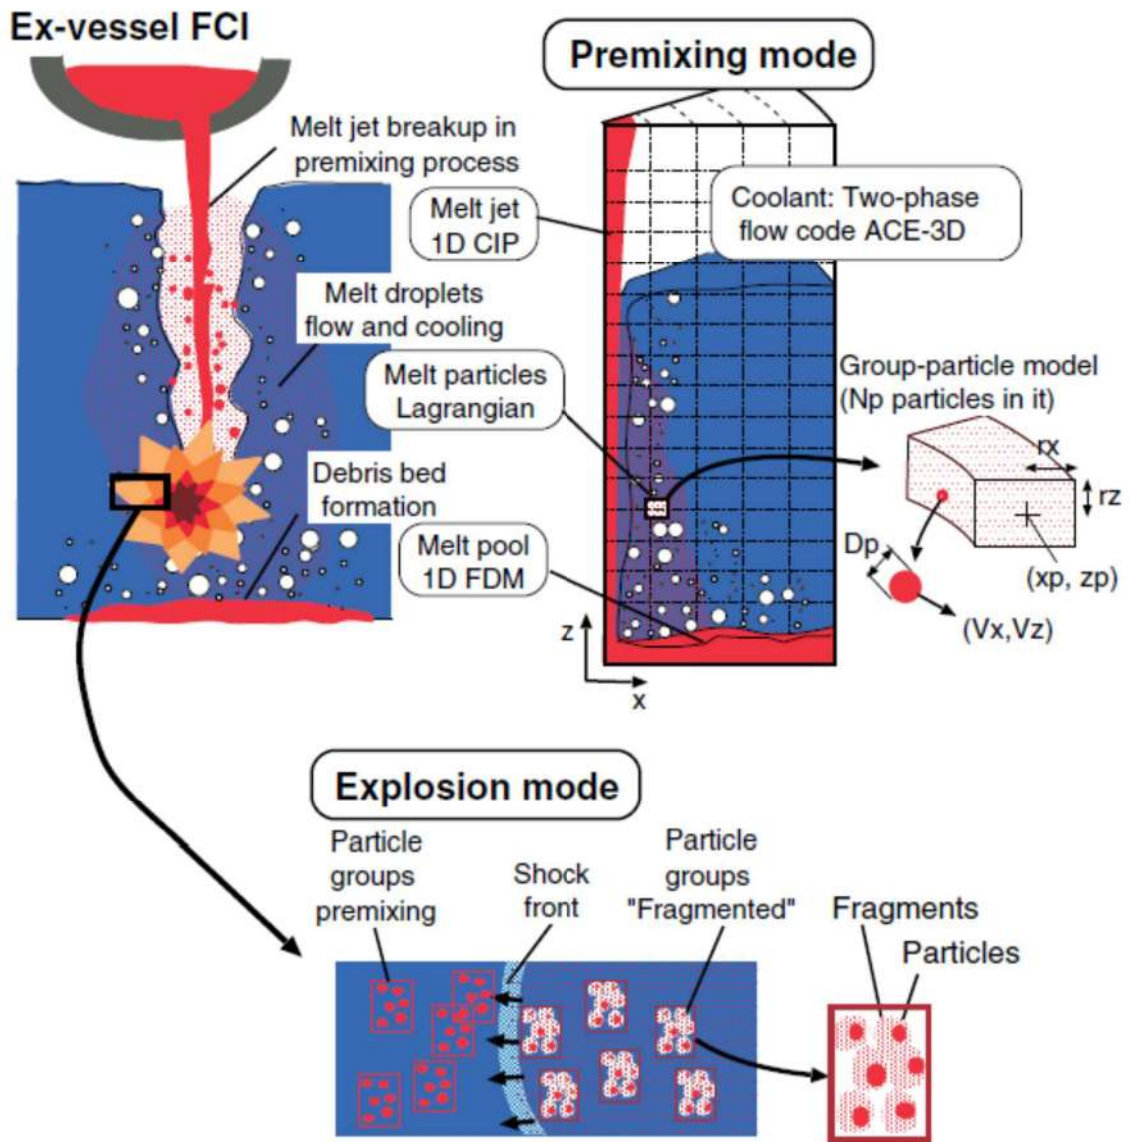 Ex-vessel FCI
Melt jet breakup in
premixing process
Melt droplets
flow and cooling
Debris bed
formation
Premixing mode
Melt jet
1D CIP
Coolant: Two-phase
flow code ACE-3D
Melt particles
Lagrangian
Melt pool
1D FDM
z
x
Group-particle model
(Np particles in it)
rx
rz
Dp
(xp, zp)
(Vx,Vz)
Explosion mode
Particle
groups
premixing
Shock
front
Particle
groups
"Fragmented"
Fragments
Particles